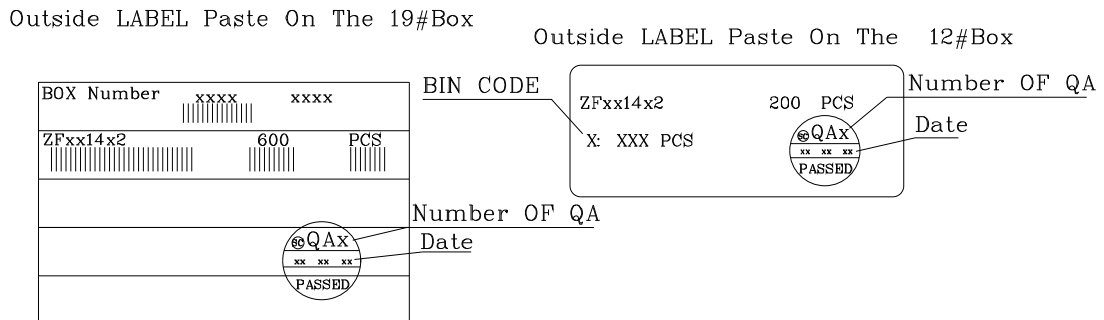 Outside LABEL Paste On The 19#Box
BOX Number xxxx xxxx
ZFxx14x2 600 PCS
SC QAx
xx xx xx
PASSED
Number OF QA
Date
Outside LABEL Paste On The 12#Box
BIN CODE
ZFxx14x2 200 PCS
X: XXX PCS
SC QAx
xx xx xx
PASSED
Number OF QA
Date